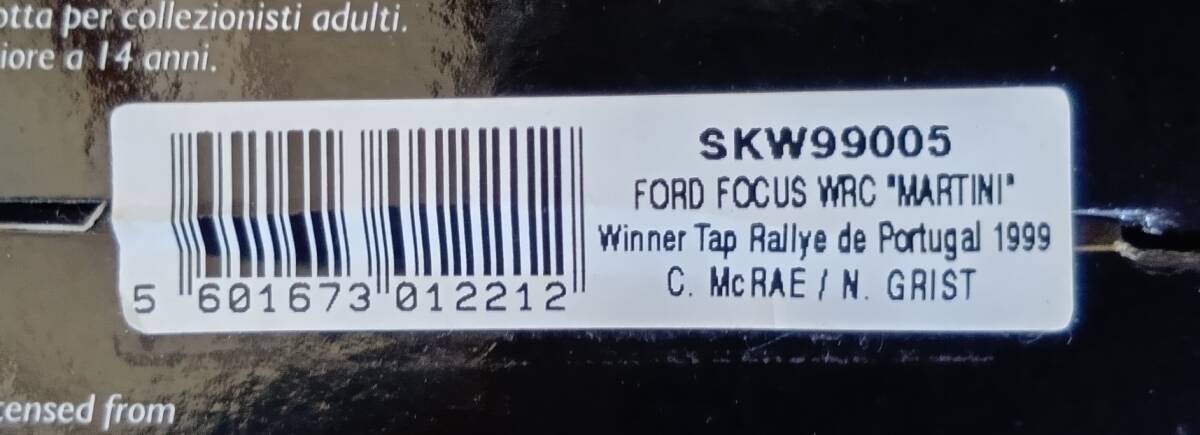 otta per collezionisti adulti.
iore a 14 anni.
SKW99005
FORD FOCUS WRC "MARTINI"
Winner Tap Rallye de Portugal 1999
C. McRAE / N. GRIST
5 601673 012212
censed from